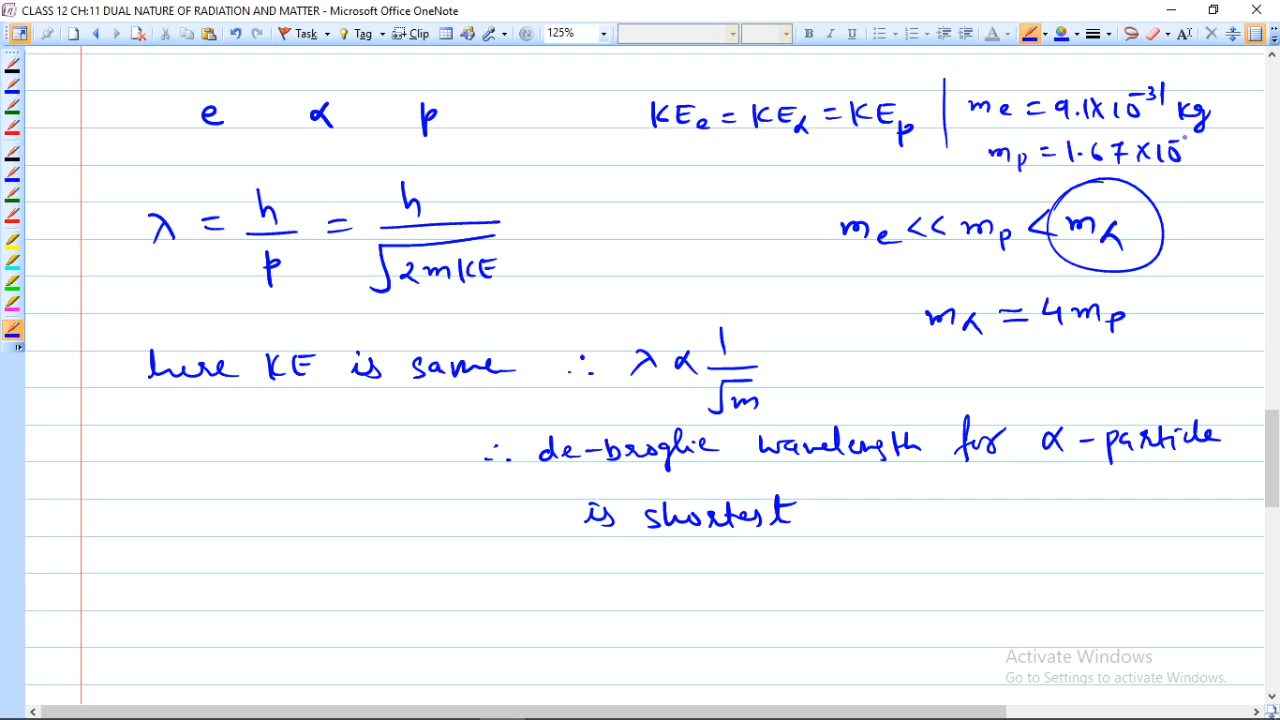 CLASS 12 CH:11 DUAL NATURE OF RADIATION AND MATTER - Microsoft Office OneNote
Task Tag Clip 125% B I U
e α p KEe = KEα = KEp | me = 9.1×10⁻³¹ kg
mp = 1.67×10⁻
λ = h/p = h/√2mKE me << mp < mα
mα = 4mp
here KE is same ∴ λ α 1/√m
∴ de-broglie wavelength for α-particle
is shortest
Activate Windows
Go to Settings to activate Windows.